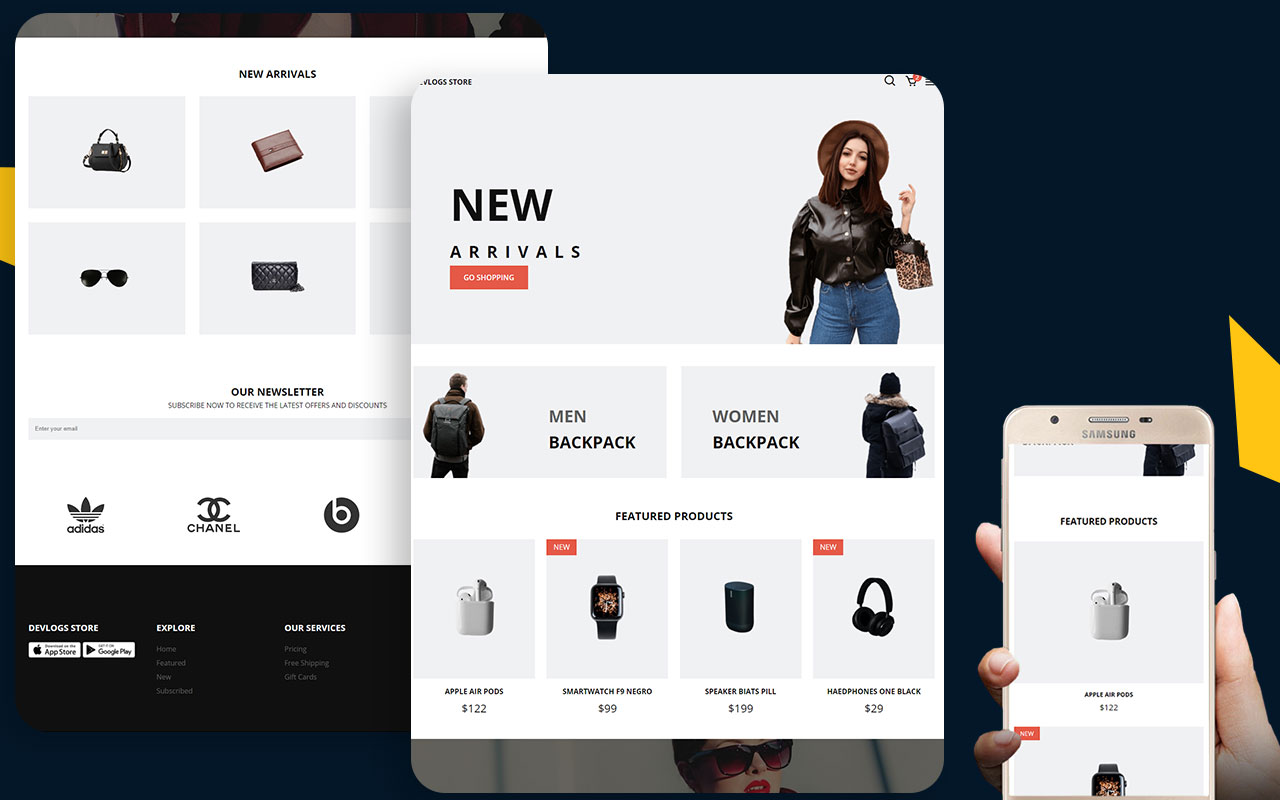 NEW ARRIVALS
OUR NEWSLETTER
SUBSCRIBE NOW TO RECEIVE THE LATEST OFFERS AND DISCOUNTS
Enter your email
adidas
CHANEL
b
DEVLOGS STORE
Download on the
App Store
GET IT ON
Google Play
EXPLORE
Home
Featured
New
Subscribed
OUR SERVICES
Pricing
Free Shipping
Gift Cards
STORE
NEW
ARRIVALS
GO SHOPPING
MEN
BACKPACK
WOMEN
BACKPACK
FEATURED PRODUCTS
APPLE AIR PODS
$122
NEW
SMARTWATCH F9 NEGRO
$99
SPEAKER BIATS PILL
$199
NEW
HAEDPHONES ONE BLACK
$29
SAMSUNG
FEATURED PRODUCTS
APPLE AIR PODS
$122
NEW